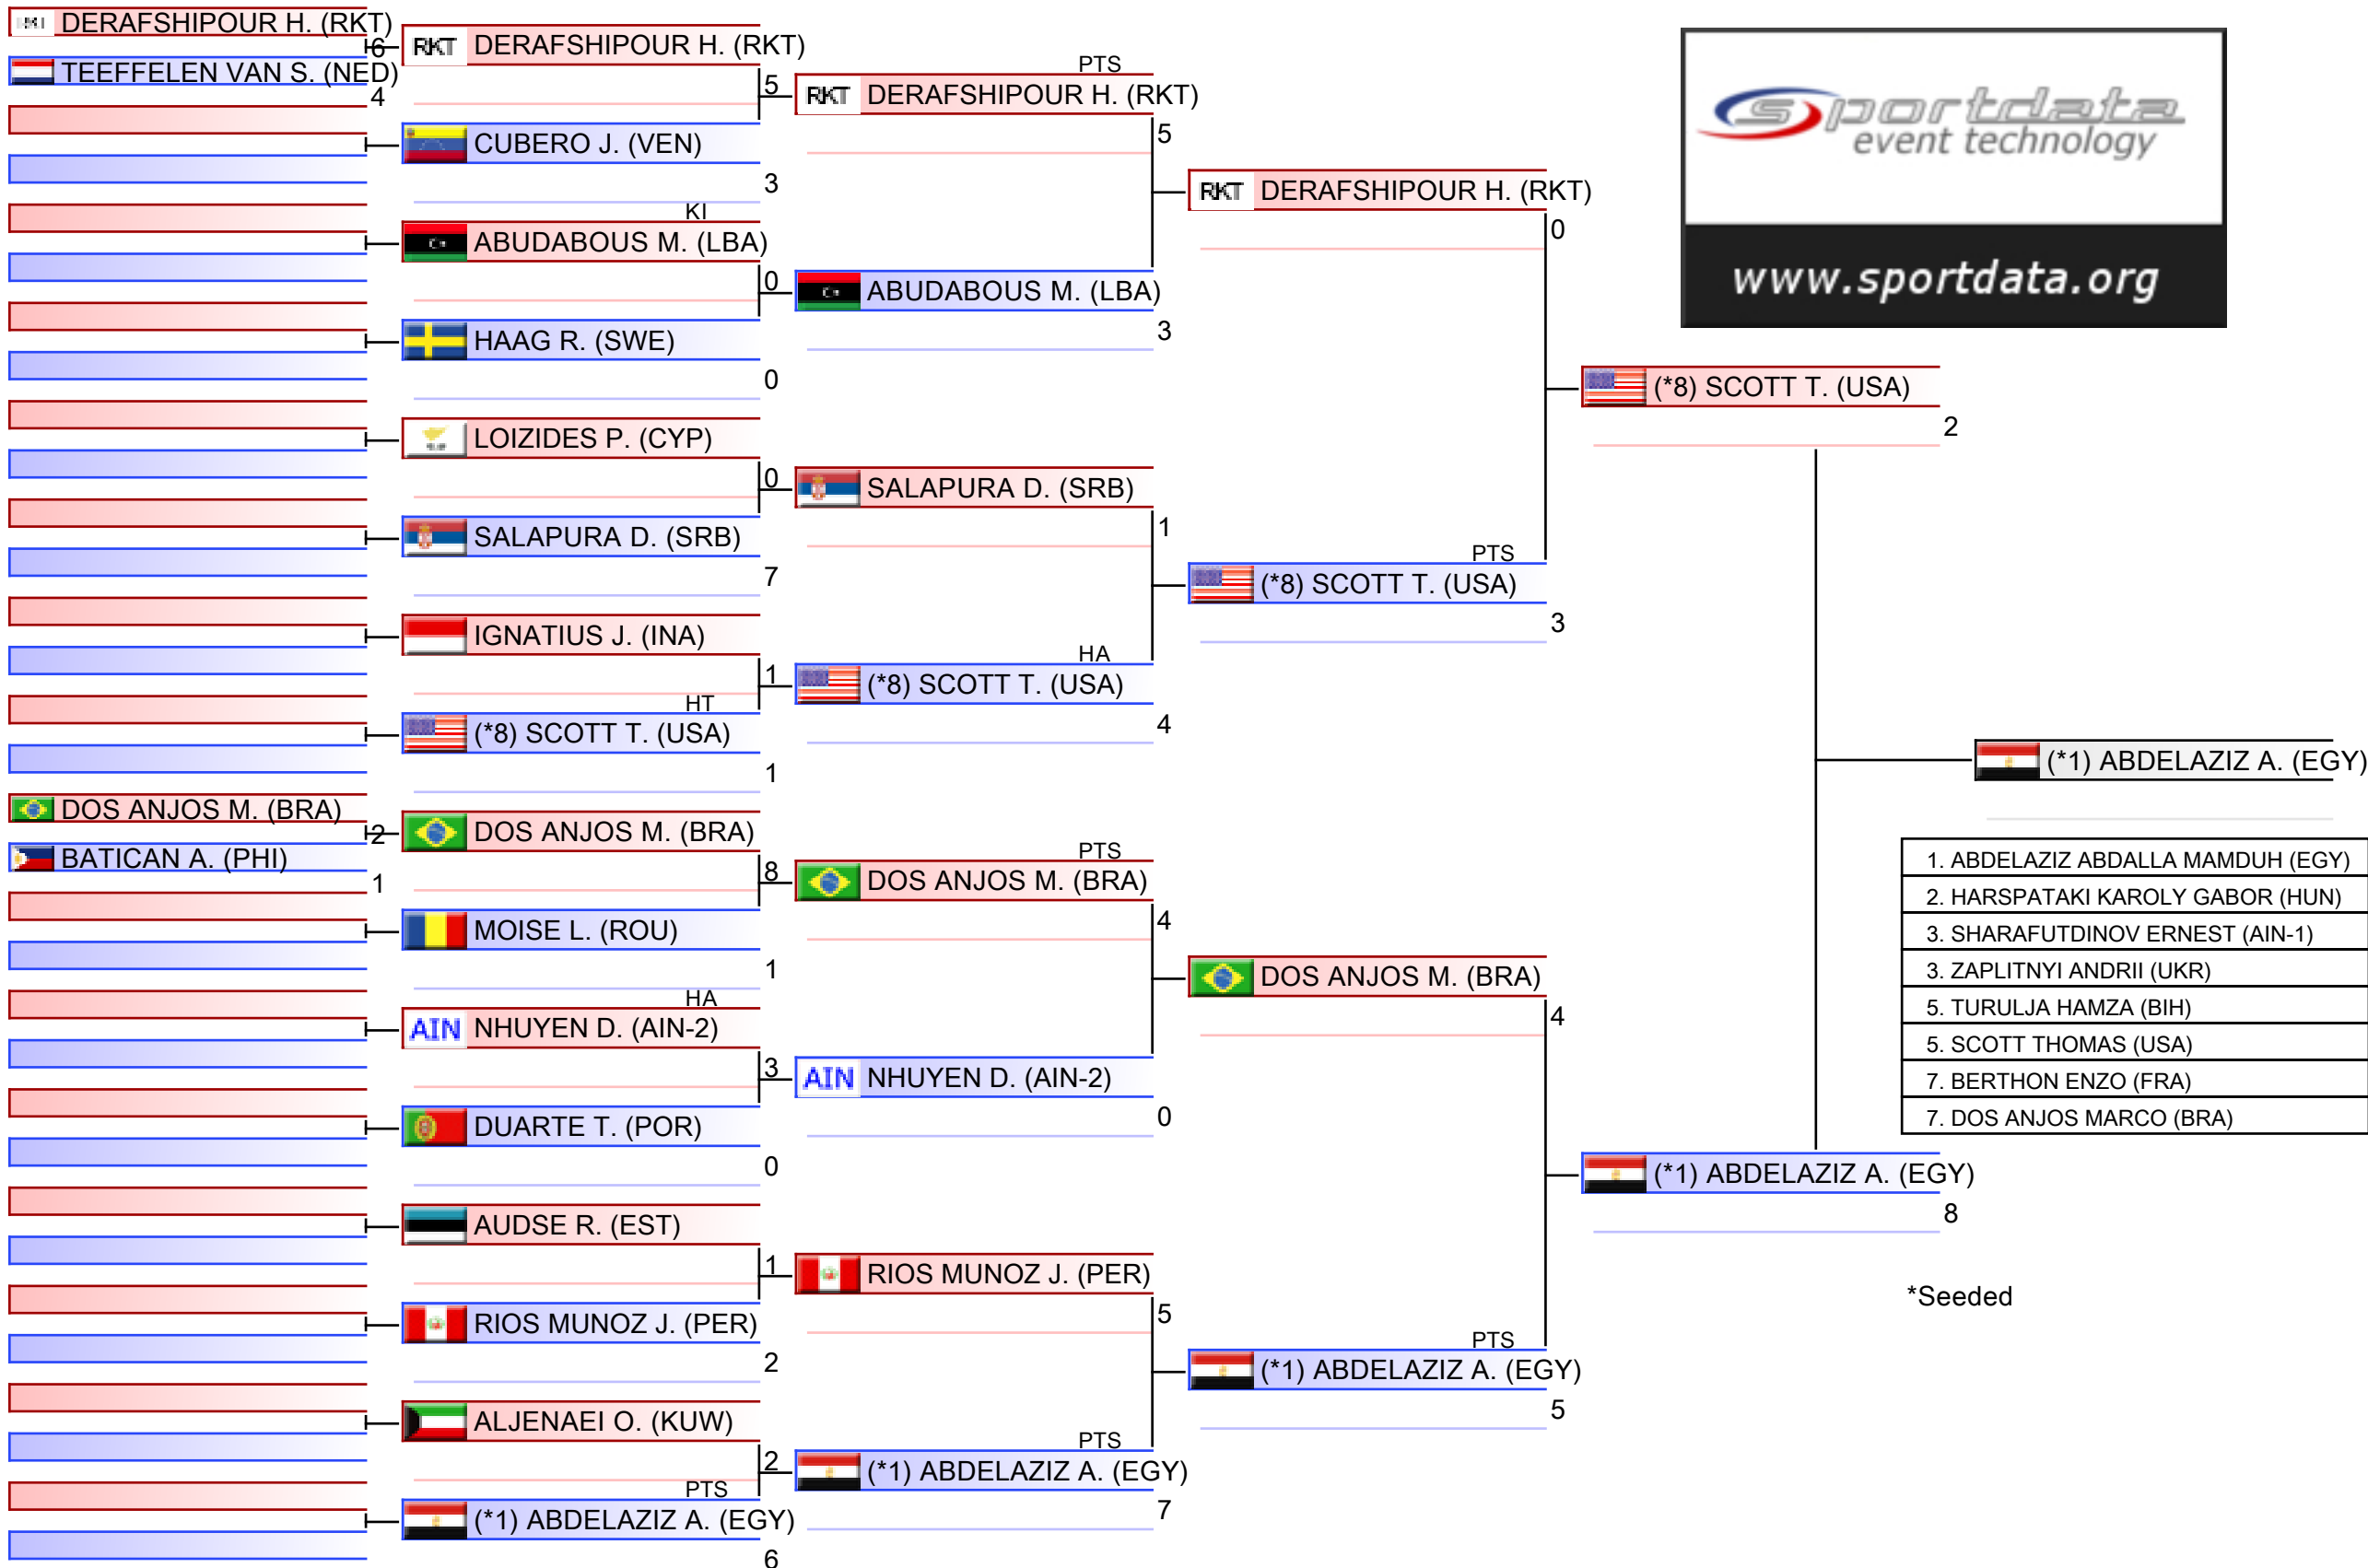 DERAFSHIPOUR H. (RKT)
6
TEEFFELEN VAN S. (NED)
4
DOS ANJOS M. (BRA)
2
BATICAN A. (PHI)
1
RKT DERAFSHIPOUR H. (RKT)
5
CUBERO J. (VEN)
3
KI
ABUDABOUS M. (LBA)
0
HAAG R. (SWE)
0
LOIZIDES P. (CYP)
0
SALAPURA D. (SRB)
7
IGNATIUS J. (INA)
1
HT
(*8) SCOTT T. (USA)
1
DOS ANJOS M. (BRA)
8
MOISE L. (ROU)
1
HA
AIN NHUYEN D. (AIN-2)
3
DUARTE T. (POR)
0
AUDSE R. (EST)
1
RIOS MUNOZ J. (PER)
2
ALJENAEI O. (KUW)
2
PTS
(*1) ABDELAZIZ A. (EGY)
6
PTS
RKT DERAFSHIPOUR H. (RKT)
5
ABUDABOUS M. (LBA)
3
SALAPURA D. (SRB)
1
HA
(*8) SCOTT T. (USA)
4
PTS
DOS ANJOS M. (BRA)
4
AIN NHUYEN D. (AIN-2)
0
RIOS MUNOZ J. (PER)
5
PTS
(*1) ABDELAZIZ A. (EGY)
7
RKT DERAFSHIPOUR H. (RKT)
0
PTS
(*8) SCOTT T. (USA)
3
DOS ANJOS M. (BRA)
4
PTS
(*1) ABDELAZIZ A. (EGY)
5
(*8) SCOTT T. (USA)
2
(*1) ABDELAZIZ A. (EGY)
8
sportdata
event technology
www.sportdata.org
(*1) ABDELAZIZ A. (EGY)
1. ABDELAZIZ ABDALLA MAMDUH (EGY)
2. HARSPATAKI KAROLY GABOR (HUN)
3. SHARAFUTDINOV ERNEST (AIN-1)
3. ZAPLITNYI ANDRII (UKR)
5. TURULJA HAMZA (BIH)
5. SCOTT THOMAS (USA)
7. BERTHON ENZO (FRA)
7. DOS ANJOS MARCO (BRA)
*Seeded